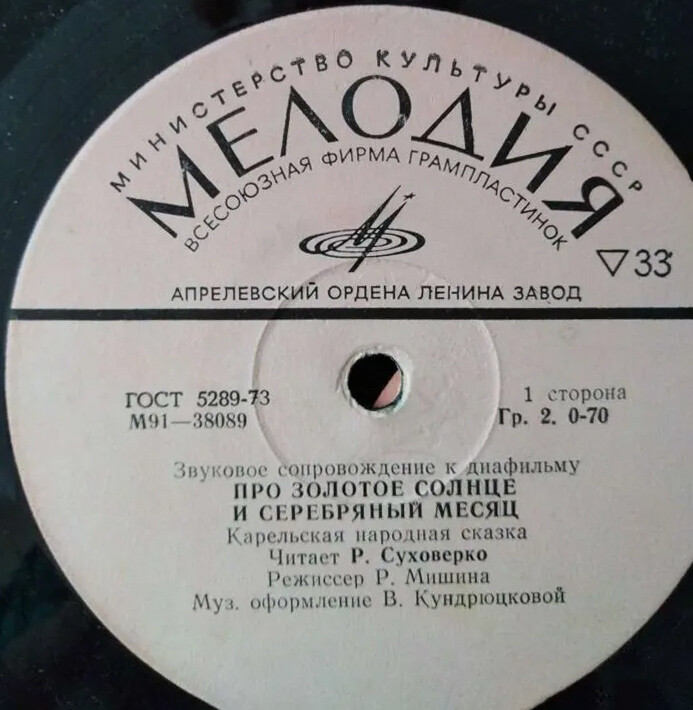 МИНИСТЕРСТВО КУЛЬТУРЫ СССР
МЕЛОДИЯ
ВСЕСОЮЗНАЯ ФИРМА ГРАМПЛАСТИНОК
▽ 33
АПРЕЛЕВСКИЙ ОРДЕНА ЛЕНИНА ЗАВОД
ГОСТ 5289-73
М91—38089
1 сторона
Гр. 2. 0-70
Звуковое сопровождение к диафильму
ПРО ЗОЛОТОЕ СОЛНЦЕ
И СЕРЕБРЯНЫЙ МЕСЯЦ
Карельская народная сказка
Читает Р. Суховерко
Режиссер Р. Мишина
Муз. оформление В. Кундрюцковой